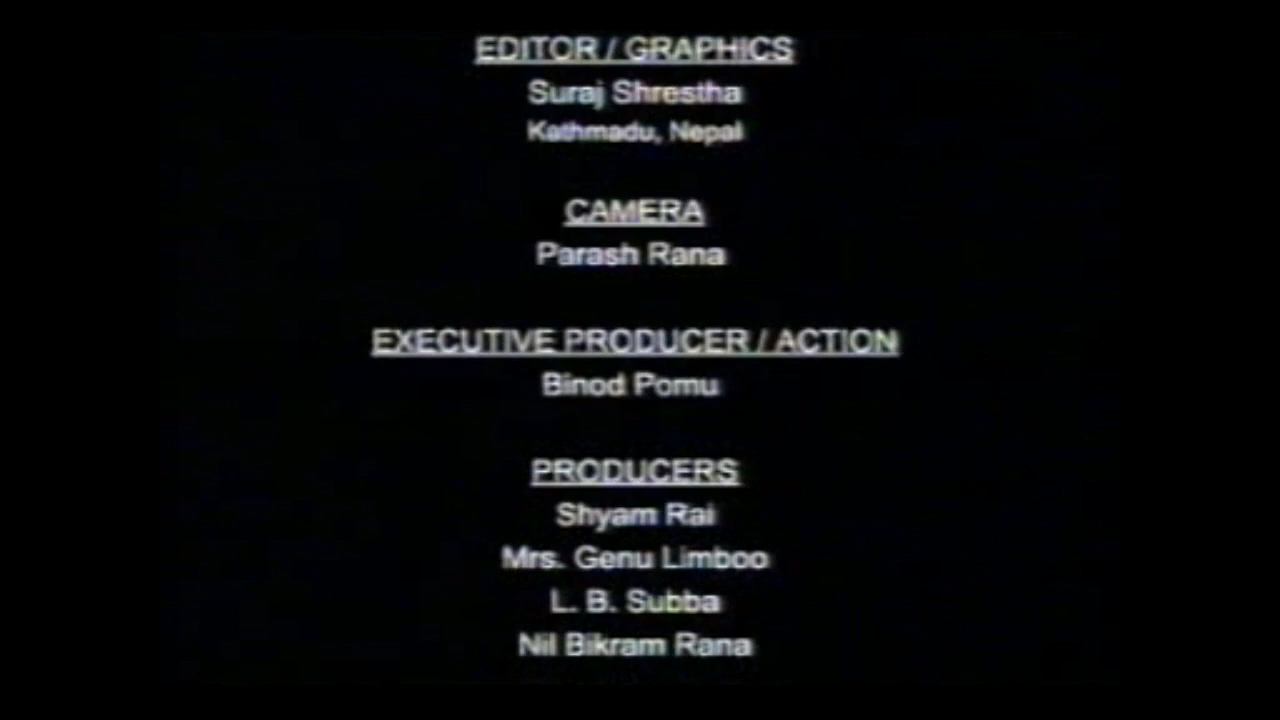 EDITOR / GRAPHICS
Suraj Shrestha
Kathmadu, Nepal
CAMERA
Parash Rana
EXECUTIVE PRODUCER / ACTION
Binod Pomu
PRODUCERS
Shyam Rai
Mrs. Genu Limboo
L. B. Subba
Nil Bikram Rana